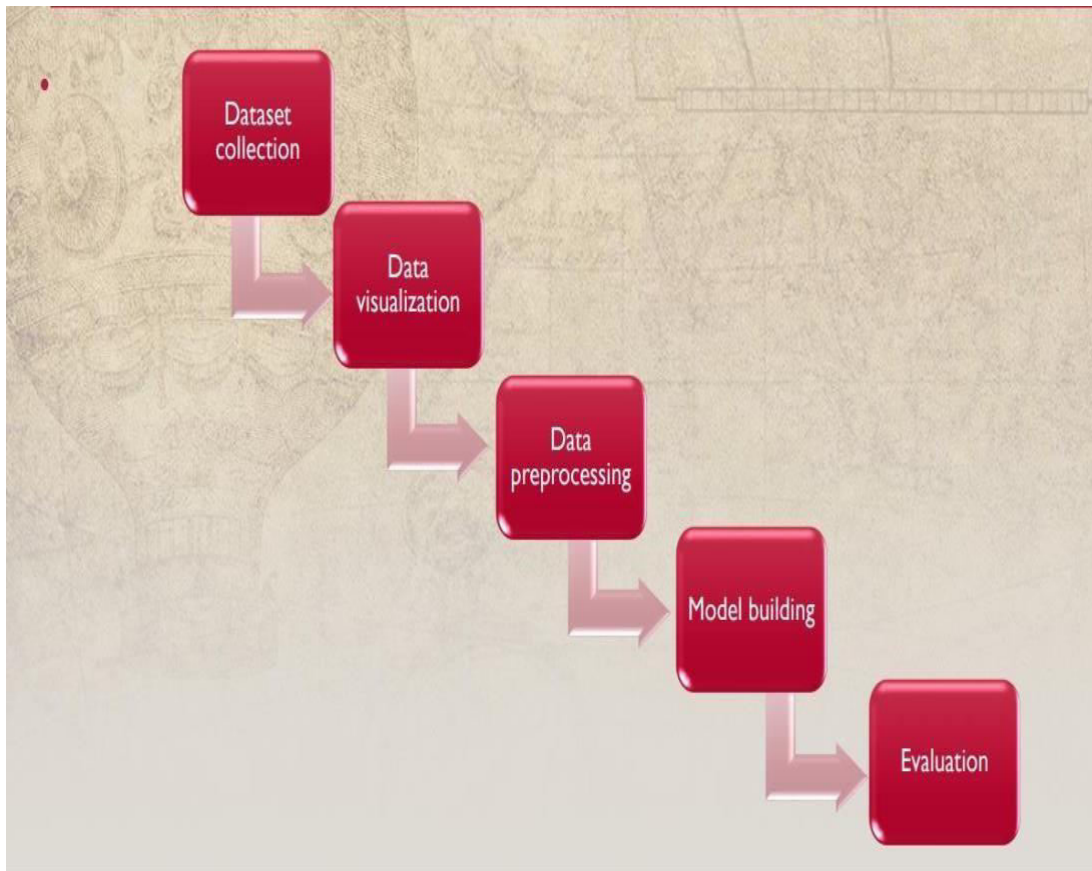 Dataset
collection
Data
visualization
Data
preprocessing
Model building
Evaluation